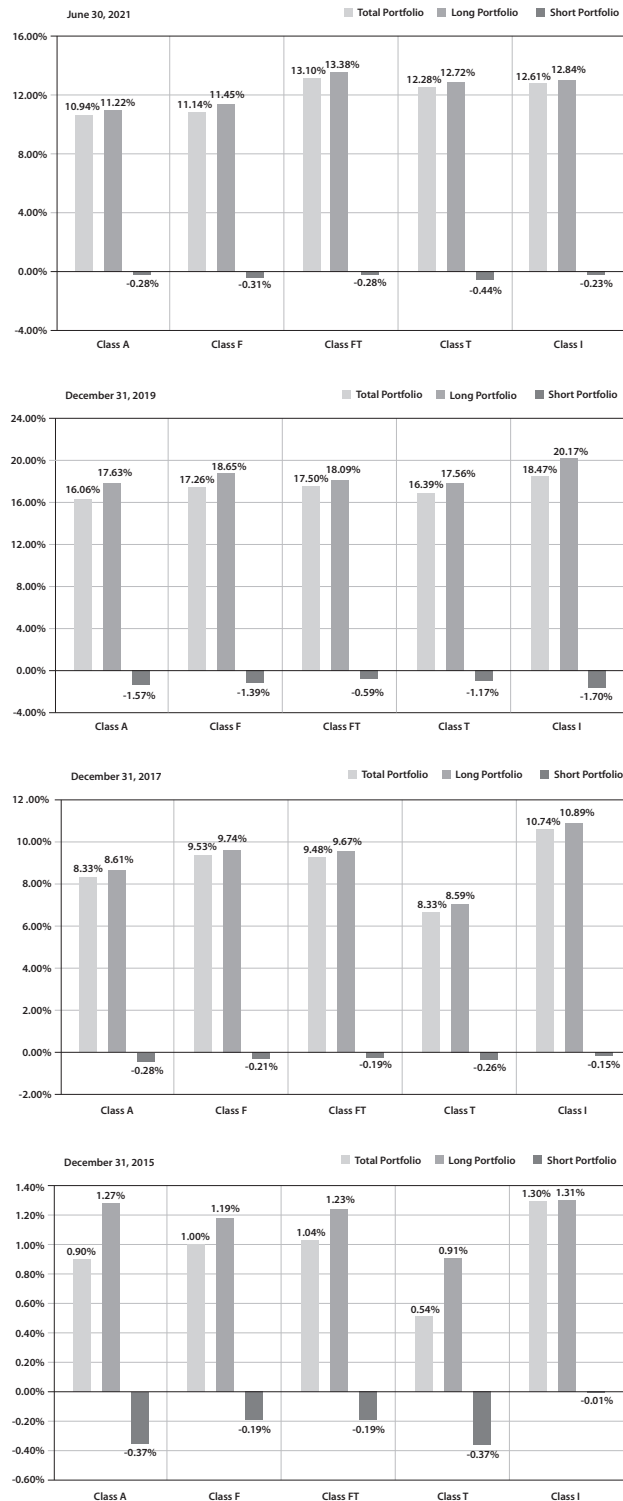 June 30, 2021 Total Portfolio Long Portfolio Short Portfolio
16.00%
13.10% 13.38%
12.28% 12.72% 12.61% 12.84%
12.00%
10.94% 11.22% 11.14% 11.45%
8.00%
4.00%
0.00%
-0.28% -0.31% -0.28% -0.44% -0.23%
-4.00%
Class A Class F Class FT Class T Class I
December 31, 2019 Total Portfolio Long Portfolio Short Portfolio
24.00%
20.00%
16.06% 17.63% 17.26% 18.65% 17.50% 18.09% 16.39% 17.56% 18.47% 20.17%
16.00%
12.00%
8.00%
4.00%
0.00%
-1.57% -1.39% -0.59% -1.17% -1.70%
-4.00%
Class A Class F Class FT Class T Class I
December 31, 2017 Total Portfolio Long Portfolio Short Portfolio
12.00%
10.74% 10.89%
10.00%
8.33% 8.61% 9.53% 9.74% 9.48% 9.67% 8.33% 8.59%
8.00%
6.00%
4.00%
2.00%
0.00%
-0.28% -0.21% -0.19% -0.26% -0.15%
-2.00%
Class A Class F Class FT Class T Class I
December 31, 2015 Total Portfolio Long Portfolio Short Portfolio
1.40%
1.27% 1.19% 1.23% 1.30% 1.31%
1.20%
0.90% 1.00% 1.04% 0.91%
1.00%
0.80%
0.60%
0.54%
0.40%
0.20%
0.00%
-0.01%
-0.20%
-0.19% -0.19%
-0.40%
-0.37% -0.37%
-0.60%
Class A Class F Class FT Class T Class I